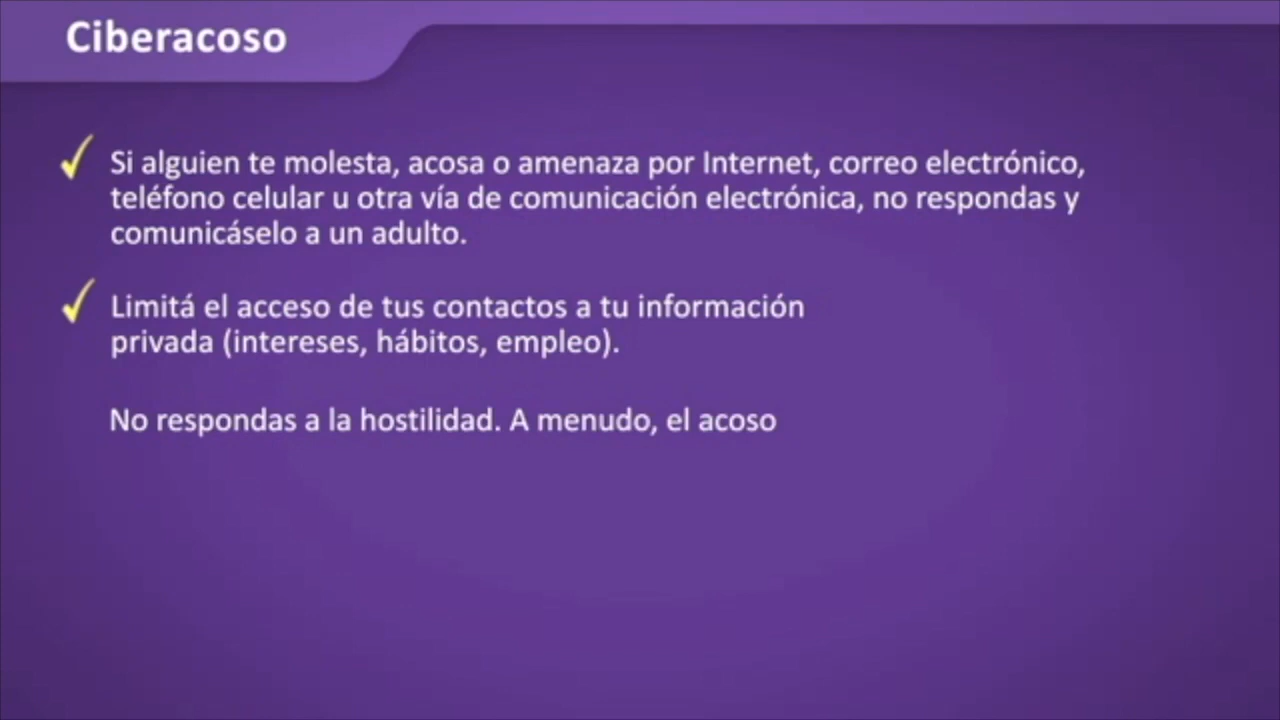 Ciberacoso
Si alguien te molesta, acosa o amenaza por Internet, correo electrónico,
teléfono celular u otra vía de comunicación electrónica, no respondas y
comunicáselo a un adulto.
Limitá el acceso de tus contactos a tu información
privada (intereses, hábitos, empleo).
No respondas a la hostilidad. A menudo, el acoso